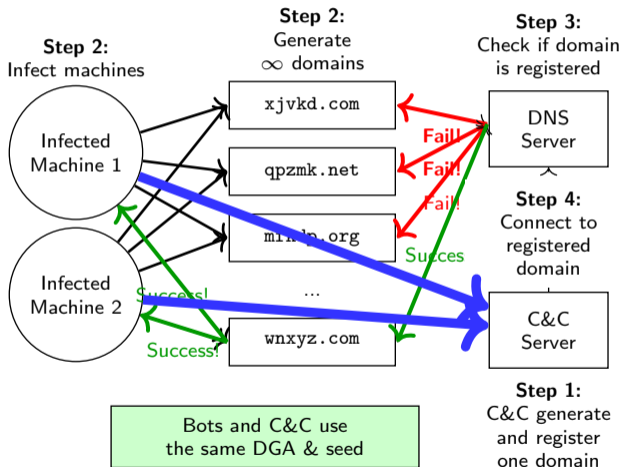 Step 2:
Infect machines
Step 2:
Generate
∞ domains
Step 3:
Check if domain
is registered
Infected
Machine 1
Infected
Machine 2
xjvkd.com
qpzmk.net
.org
...
wnxyz.com
Fail!
Fail!
Fail!
Succes
Success!
Success!
DNS
Server
Step 4:
Connect to
registered
domain
C&C
Server
Step 1:
C&C generate
and register
one domain
Bots and C&C use
the same DGA & seed